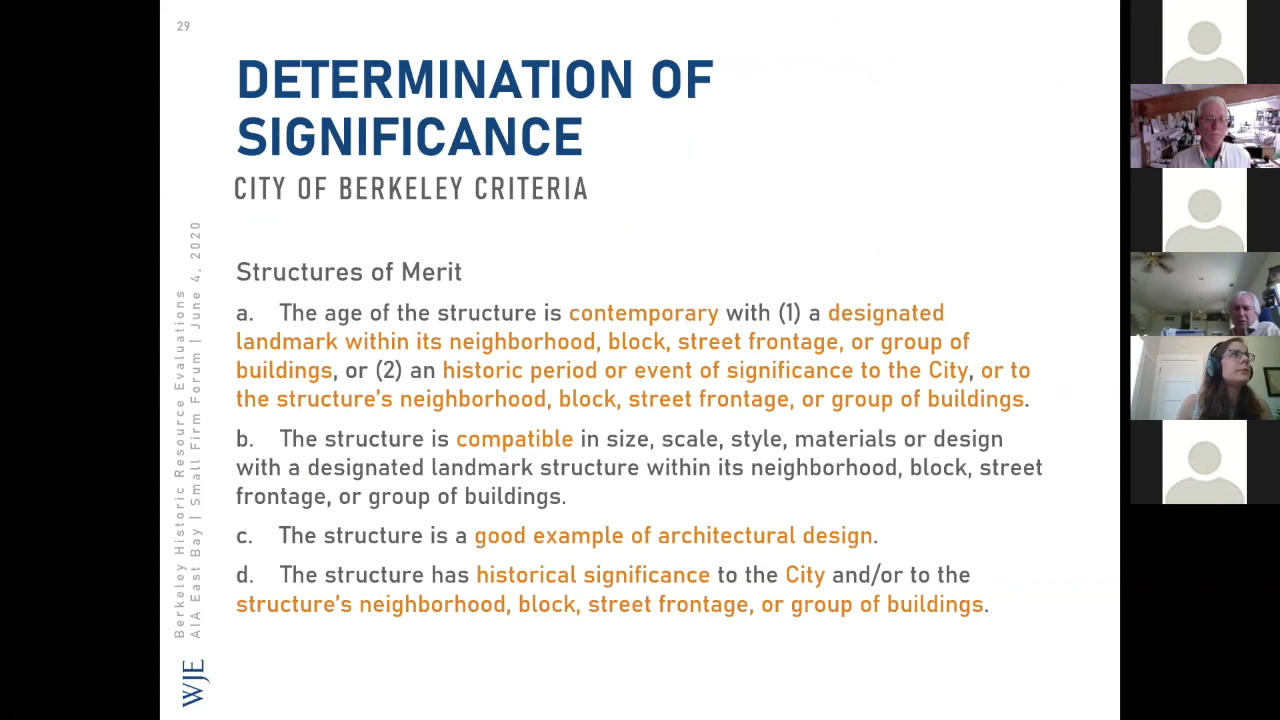 29
DETERMINATION OF
SIGNIFICANCE
CITY OF BERKELEY CRITERIA
Structures of Merit
a. The age of the structure is contemporary with (1) a designated
landmark within its neighborhood, block, street frontage, or group of
buildings, or (2) an historic period or event of significance to the City, or to
the structure's neighborhood, block, street frontage, or group of buildings.
b. The structure is compatible in size, scale, style, materials or design
with a designated landmark structure within its neighborhood, block, street
frontage, or group of buildings.
c. The structure is a good example of architectural design.
d. The structure has historical significance to the City and/or to the
structure's neighborhood, block, street frontage, or group of buildings.
Berkeley Historic Resource Evaluations
AIA East Bay | Small Firm Forum | June 4, 2020
WJE